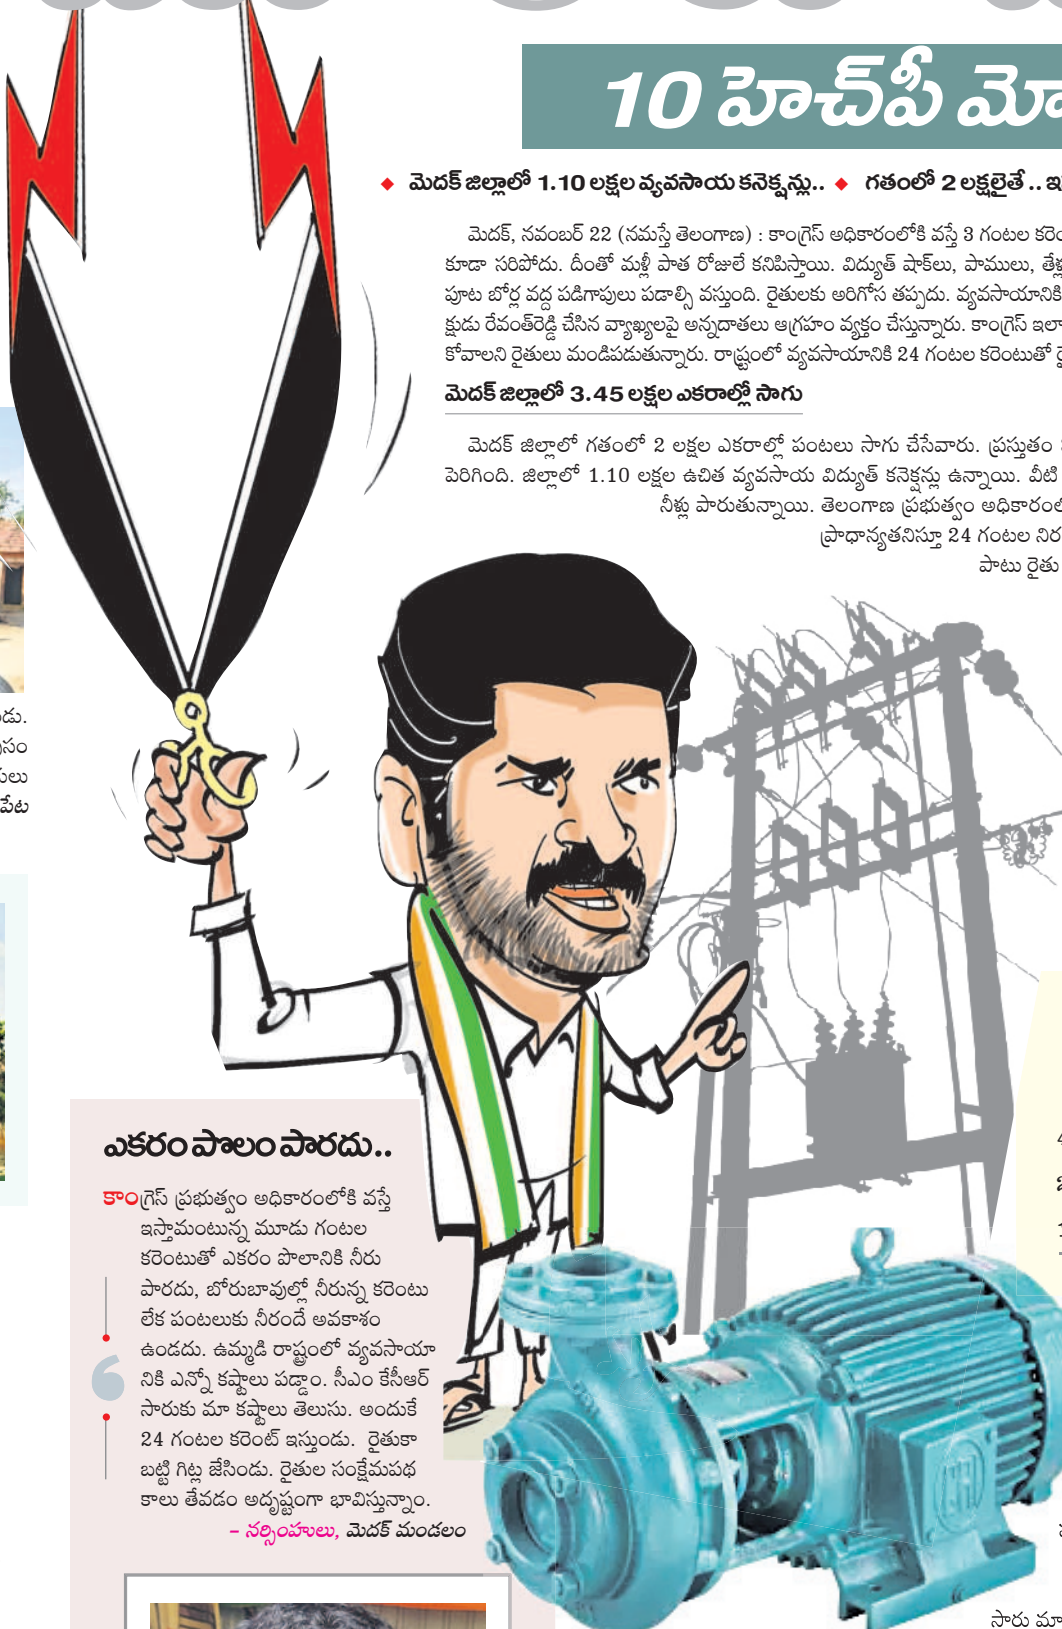 10 హెచ్‌పీ మో
◆ మెదక్ జిల్లాలో 1.10 లక్షల వ్యవసాయ కనెక్షన్లు.. ◆ గతంలో 2 లక్షలైతే ..
మెదక్, నవంబర్ 22 (నమస్తే తెలంగాణ) : కాంగ్రెస్ అధికారంలోకి వస్తే 3 గంటల
కూడా సరిపోదు. దీంతో మళ్లీ పాత రోజులే కనిపిస్తాయి. విద్యుత్ షాక్‌లు, పాములు,
పూట బోర్ల వద్ద పడిగాపులు పడాల్సి వస్తుంది. రైతులకు అరిగోస తప్పదు. వ్యవసాయానికి
క్షుడు రేవంత్‌రెడ్డి చేసిన వ్యాఖ్యలపై అన్నదాతలు ఆగ్రహం వ్యక్తం చేస్తున్నారు. కాంగ్రెస్
కోవాలని రైతులు మండిపడుతున్నారు. రాష్ట్రంలో వ్యవసాయానికి 24 గంటల కరెంటుతో
మెదక్ జిల్లాలో 3.45 లక్షల ఎకరాల్లో సాగు
మెదక్ జిల్లాలో గతంలో 2 లక్షల ఎకరాల్లో పంటలు సాగు చేసేవారు. ప్రస్తుతం
పెరిగింది. జిల్లాలో 1.10 లక్షల ఉచిత వ్యవసాయ విద్యుత్ కనెక్షన్లు ఉన్నాయి. వీటి
నీళ్లు పారుతున్నాయి. తెలంగాణ ప్రభుత్వం
ప్రాధాన్యతనిస్తూ 24 గంటల
పాటు రైతు
ఎకరం పొలం పారదు..
కాంగ్రెస్ ప్రభుత్వం అధికారంలోకి వస్తే
ఇస్తామంటున్న మూడు గంటల
కరెంటుతో ఎకరం పొలానికి నీరు
పారదు, బోరుబావుల్లో నీరున్న కరెంటు
లేక పంటలుకు నీరందే అవకాశం
ఉండదు. ఉమ్మడి రాష్ట్రంలో వ్యవసాయా
నికి ఎన్నో కష్టాలు పడ్డాం. సీఎం కేసీఆర్
సారుకు మా కష్టాలు తెలుసు. అందుకే
24 గంటల కరెంట్ ఇస్తుండు. రైతుకా
బట్టి గిట్ల జేసిండు. రైతుల సంక్షేమపథ
కాలు తేవడం అదృష్టంగా భావిస్తున్నాం.
– నర్సింహులు, మెదక్ మండలం
సారు మా